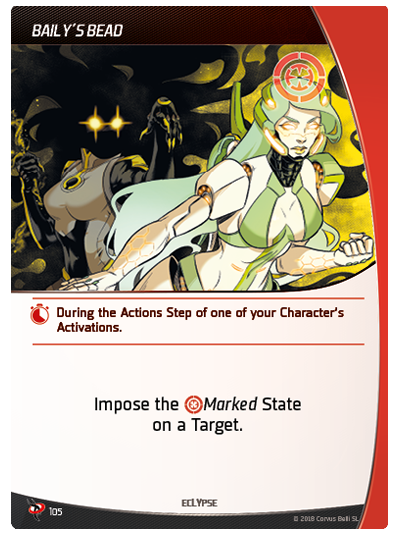 BAILY'S BEAD
During the Actions Step of one of your Character's
Activations.
Impose the Marked State
on a Target.
105
ECLYPSE
© 2018 Corvus Belli SL